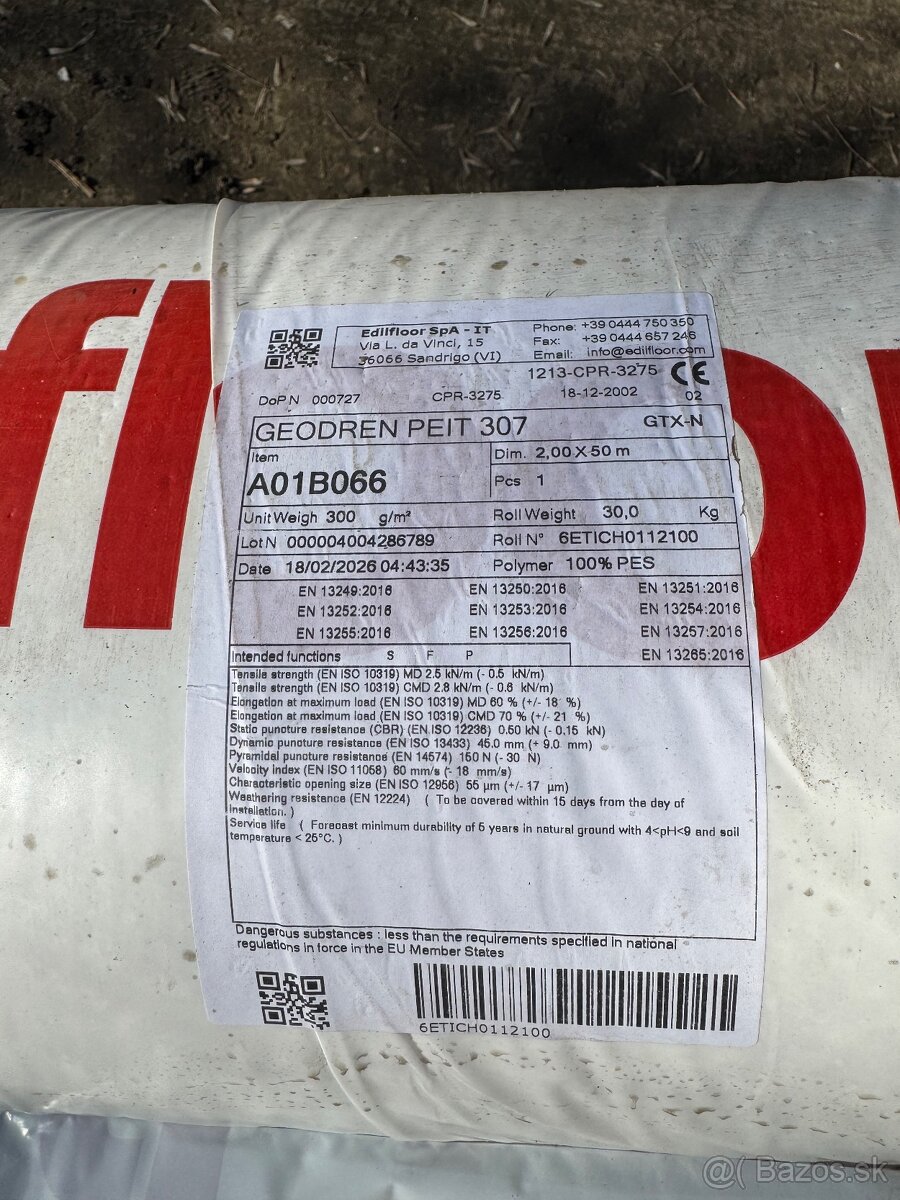 Edilfloor SpA - IT
Via L. da Vinci, 15
36066 Sandrigo (VI)
Phone: +39 0444 750 350
Fax: +39 0444 657 246
Email: info@edilfloor.com
1213-CPR-3275 CE
DoP N 000727 CPR-3275 18-12-2002 02
GEODREN PEIT 307 GTX-N
Item
A01B066
Dim. 2,00 X 50 m
Pcs 1
Unit Weigh 300 g/m² Roll Weight 30,0 Kg
Lot N 000004004286789 Roll N° 6ETICH0112100
Date 18/02/2026 04:43:35 Polymer 100% PES
EN 13249:2016 EN 13250:2016 EN 13251:2016
EN 13252:2016 EN 13253:2016 EN 13254:2016
EN 13255:2016 EN 13256:2016 EN 13257:2016
Intended functions S F P EN 13265:2016
Tensile strength (EN ISO 10319) MD 2.5 kN/m (- 0.5 kN/m)
Tensile strength (EN ISO 10319) CMD 2.8 kN/m (- 0.6 kN/m)
Elongation at maximum load (EN ISO 10319) MD 60 % (+/- 18 %)
Elongation at maximum load (EN ISO 10319) CMD 70 % (+/- 21 %)
Static puncture resistance (CBR) (EN ISO 12236) 0.50 kN (- 0.15 kN)
Dynamic puncture resistance (EN ISO 13433) 45.0 mm (+ 9.0 mm)
Pyramidal puncture resistance (EN 14574) 150 N (- 30 N)
Velocity Index (EN ISO 11058) 60 mm/s (- 18 mm/s)
Characteristic opening size (EN ISO 12956) 55 µm (+/- 17 µm)
Weathering resistance (EN 12224) ( To be covered within 15 days from the day of
installation. )
Service life ( Forecast minimum durability of 5 years in natural ground with 4<pH<9 and soil
temperature < 25°C. )
Dangerous substances : less than the requirements specified in national
regulations in force in the EU Member States
6ETICH0112100
@( Bazos.sk